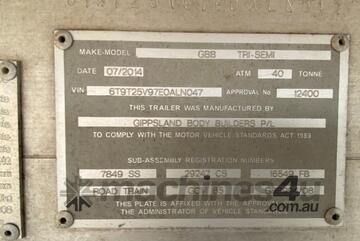 MAKE-MODEL GBB TRI-SEMI
DATE 07/2014 ATM 40 TONNE
VIN 6T9T25V97E0ALN047 APPROVAL No 12400
THIS TRAILER WAS MANUFACTURED BY
GIPPSLAND BODY BUILDERS P/L
TO COMPLY WITH THE MOTOR VEHICLE STANDARDS ACT 1989
SUB-ASSEMBLY REGISTRATION NUMBERS
7849 SS 29247 CS 16549 FB
ROAD TRAIN
machines4u
.com.au
THIS PLATE IS AFFIXED WITH THE APPROVAL OF
THE ADMINISTRATOR OF VEHICLE